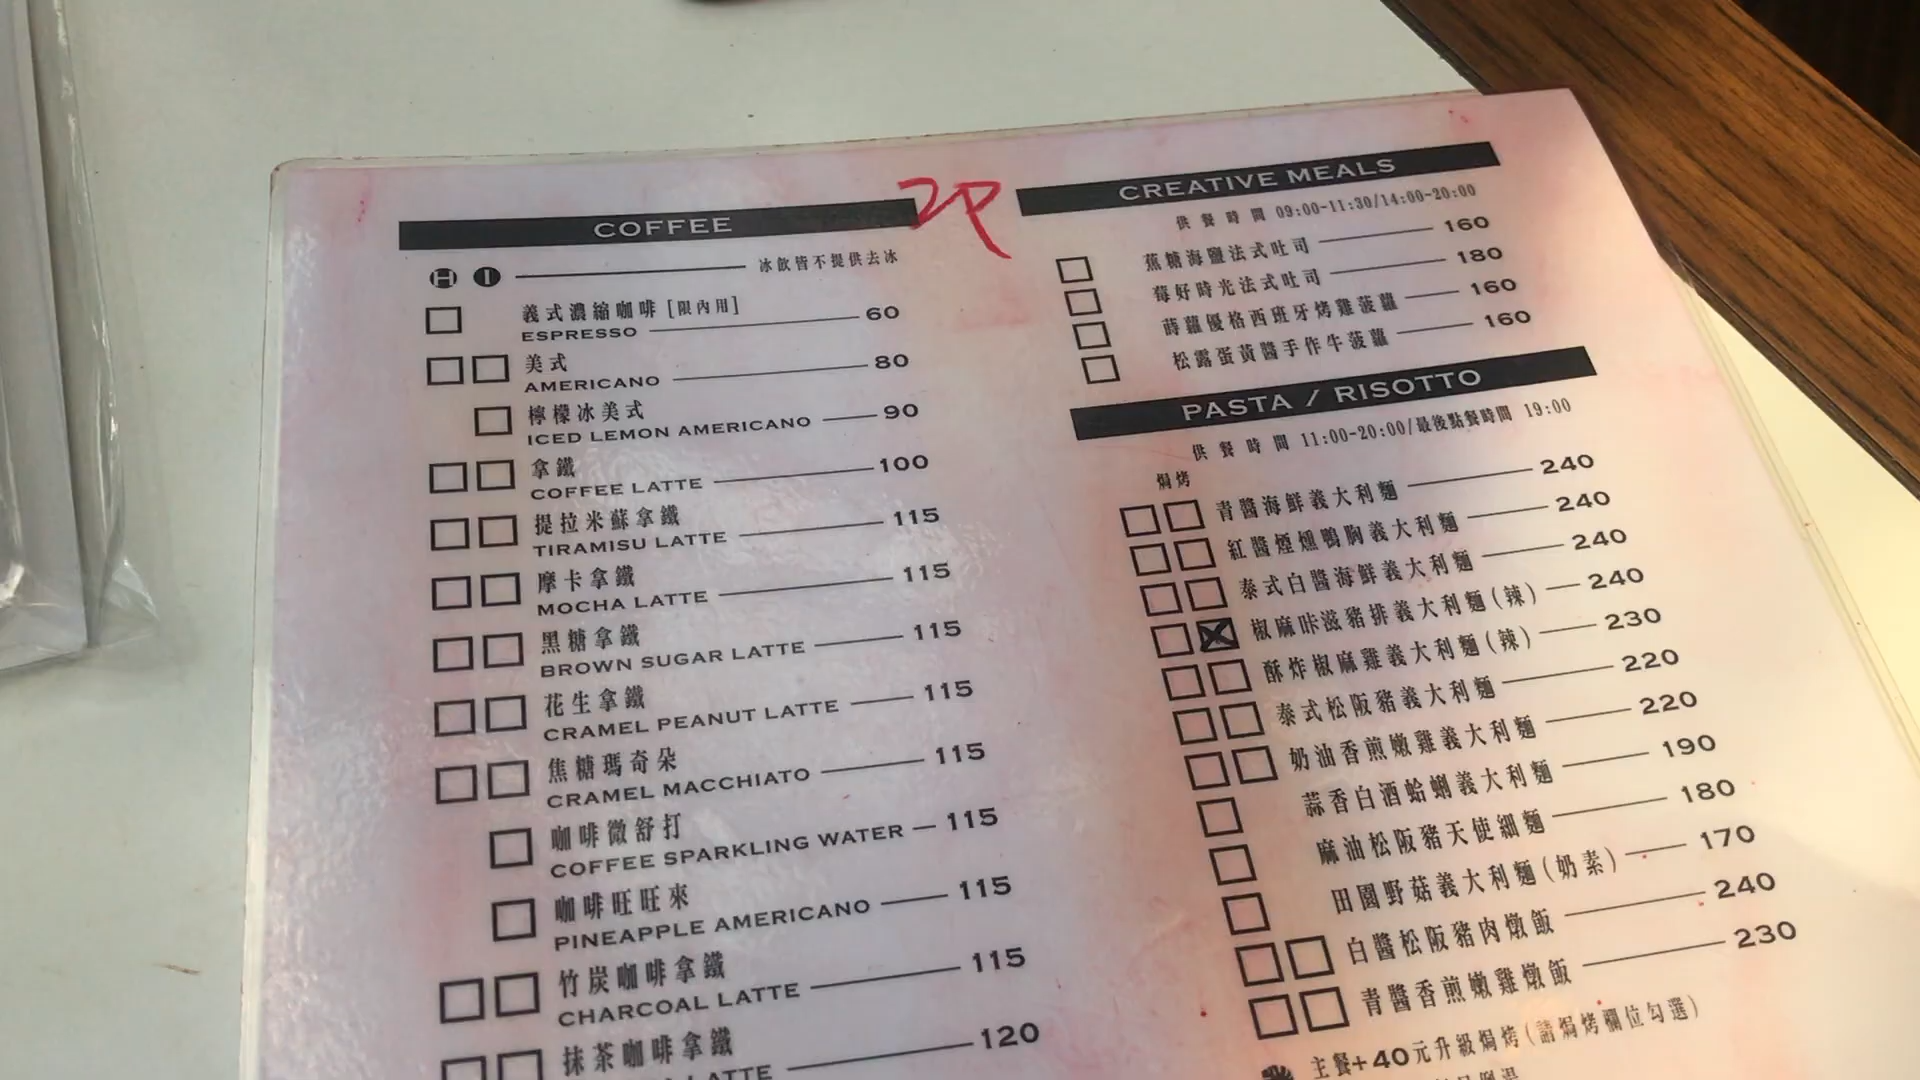 COFFEE
H I 冰飲皆不提供去冰
義式濃縮咖啡 [限內用]
ESPRESSO 60
美式
AMERICANO 80
檸檬冰美式
ICED LEMON AMERICANO 90
拿鐵
COFFEE LATTE 100
提拉米蘇拿鐵
TIRAMISU LATTE 115
摩卡拿鐵
MOCHA LATTE 115
黑糖拿鐵
BROWN SUGAR LATTE 115
花生拿鐵
CRAMEL PEANUT LATTE 115
焦糖瑪奇朵
CRAMEL MACCHIATO 115
咖啡微舒打
COFFEE SPARKLING WATER 115
咖啡旺旺來
PINEAPPLE AMERICANO 115
竹炭咖啡拿鐵
CHARCOAL LATTE 115
抹茶咖啡拿鐵
LATTE 120
2P
CREATIVE MEALS
供餐時間 09:00-11:30/14:00-20:00
蕉糖海鹽法式吐司 160
莓好時光法式吐司 180
蒔蘿優格西班牙烤雞菠蘿 160
松露蛋黃醬手作牛菠蘿 160
PASTA / RISOTTO
供餐時間 11:00-20:00/最後點餐時間 19:00
焗烤
青醬海鮮義大利麵 240
紅醬煙燻鴨胸義大利麵 240
泰式白醬海鮮義大利麵 240
椒麻咔滋豬排義大利麵(辣) 240
酥炸椒麻雞義大利麵(辣) 230
泰式松阪豬義大利麵 220
奶油香煎嫩雞義大利麵 220
蒜香白酒蛤蜊義大利麵 190
麻油松阪豬天使細麵 180
田園野菇義大利麵(奶素) 170
白醬松阪豬肉燉飯 240
青醬香煎嫩雞燉飯 230
主餐+40元升級焗烤(請焗烤欄位勾選)